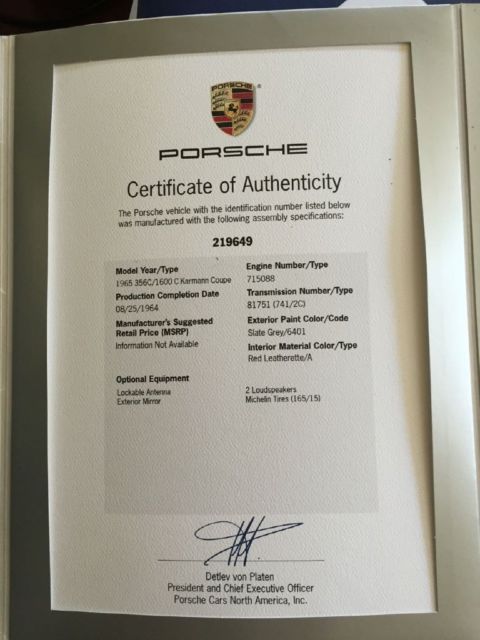 PORSCHE
PORSCHE
Certificate of Authenticity
The Porsche vehicle with the identification number listed below
was manufactured with the following assembly specifications:
219649
Model Year/Type
1965 356C/1600 C Karmann Coupe
Production Completion Date
08/25/1964
Manufacturer's Suggested
Retail Price (MSRP)
Information Not Available
Engine Number/Type
715088
Transmission Number/Type
81751 (741/2C)
Exterior Paint Color/Code
Slate Grey/6401
Interior Material Color/Type
Red Leatherette/A
Optional Equipment
Lockable Antenna
Exterior Mirror
2 Loudspeakers
Michelin Tires (165/15)
Detlev von Platen
President and Chief Executive Officer
Porsche Cars North America, Inc.